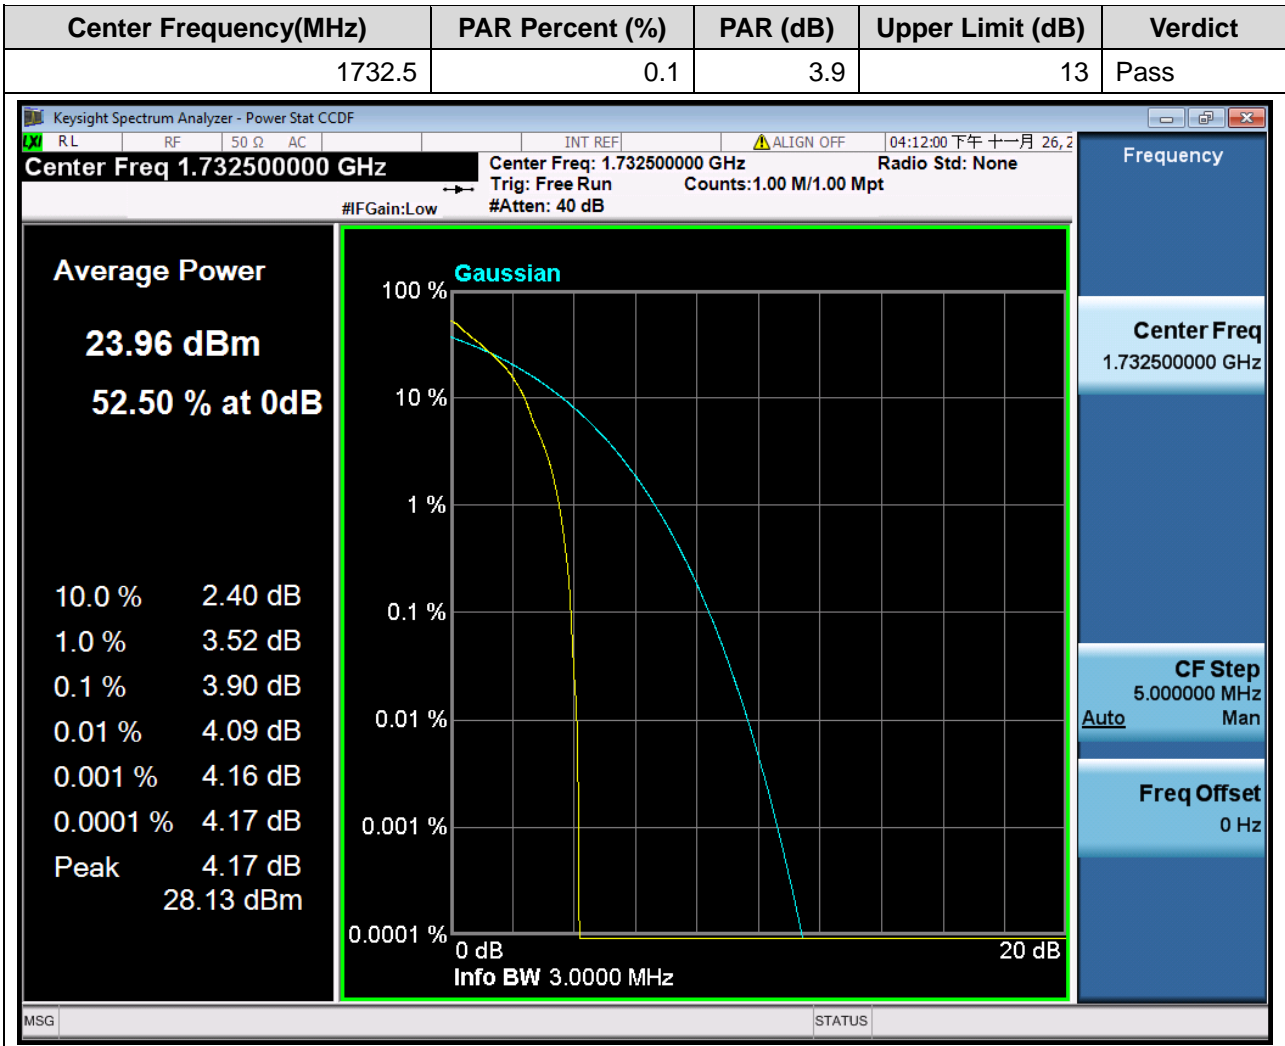 Center Frequency(MHz) PAR Percent (%) PAR (dB) Upper Limit (dB) Verdict
1732.5 0.1 3.9 13 Pass
Keysight Spectrum Analyzer - Power Stat CCDF
LXI RL RF 50 Ω AC INT REF ALIGN OFF 04:12:00 下午 十一月 26, 2
Center Freq 1.732500000 GHz
Center Freq: 1.732500000 GHz Radio Std: None
Trig: Free Run Counts:1.00 M/1.00 Mpt
#IFGain:Low #Atten: 40 dB
Average Power
23.96 dBm
52.50 % at 0dB
10.0 % 2.40 dB
1.0 % 3.52 dB
0.1 % 3.90 dB
0.01 % 4.09 dB
0.001 % 4.16 dB
0.0001 % 4.17 dB
Peak 4.17 dB
28.13 dBm
Gaussian
100 %
10 %
1 %
0.1 %
0.01 %
0.001 %
0.0001 %
0 dB 20 dB
Info BW 3.0000 MHz
Frequency
Center Freq
1.732500000 GHz
CF Step
5.000000 MHz
Auto Man
Freq Offset
0 Hz
MSG STATUS